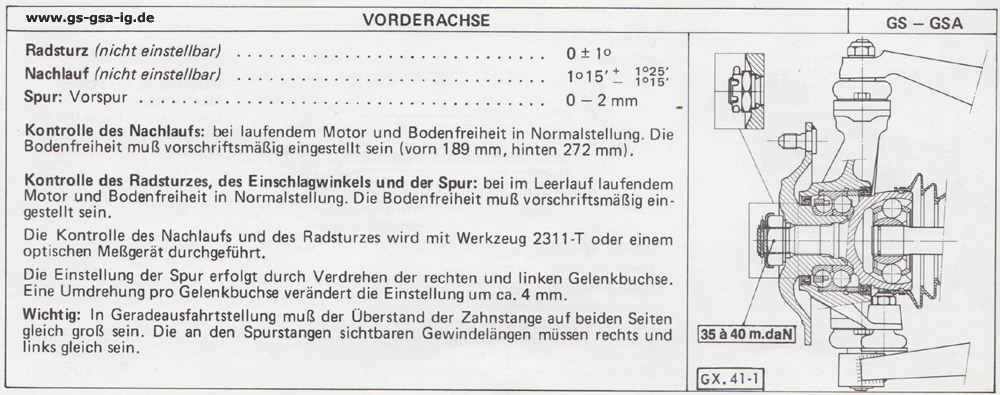 www.gs-gsa-ig.de
VORDERACHSE
GS – GSA
Radsturz (nicht einstellbar) . . . . . . . . . . . . . . . . . . . . . . . . . . . . 0 ± 1º
Nachlauf (nicht einstellbar) . . . . . . . . . . . . . . . . . . . . . . . . . . . . 1º15′ + 1º25′ – 1º15′
Spur: Vorspur . . . . . . . . . . . . . . . . . . . . . . . . . . . . . . . . . . . . . 0 – 2 mm
Kontrolle des Nachlaufs: bei laufendem Motor und Bodenfreiheit in Normalstellung. Die
Bodenfreiheit muß vorschriftsmäßig eingestellt sein (vorn 189 mm, hinten 272 mm).
Kontrolle des Radsturzes, des Einschlagwinkels und der Spur: bei im Leerlauf laufendem
Motor und Bodenfreiheit in Normalstellung. Die Bodenfreiheit muß vorschriftsmäßig ein-
gestellt sein.
Die Kontrolle des Nachlaufs und des Radsturzes wird mit Werkzeug 2311-T oder einem
optischen Meßgerät durchgeführt.
Die Einstellung der Spur erfolgt durch Verdrehen der rechten und linken Gelenkbuchse.
Eine Umdrehung pro Gelenkbuchse verändert die Einstellung um ca. 4 mm.
Wichtig: In Geradeausfahrtstellung muß der Überstand der Zahnstange auf beiden Seiten
gleich groß sein. Die an den Spurstangen sichtbaren Gewindelängen müssen rechts und
links gleich sein.
35 à 40 m.daN
GX. 41-1